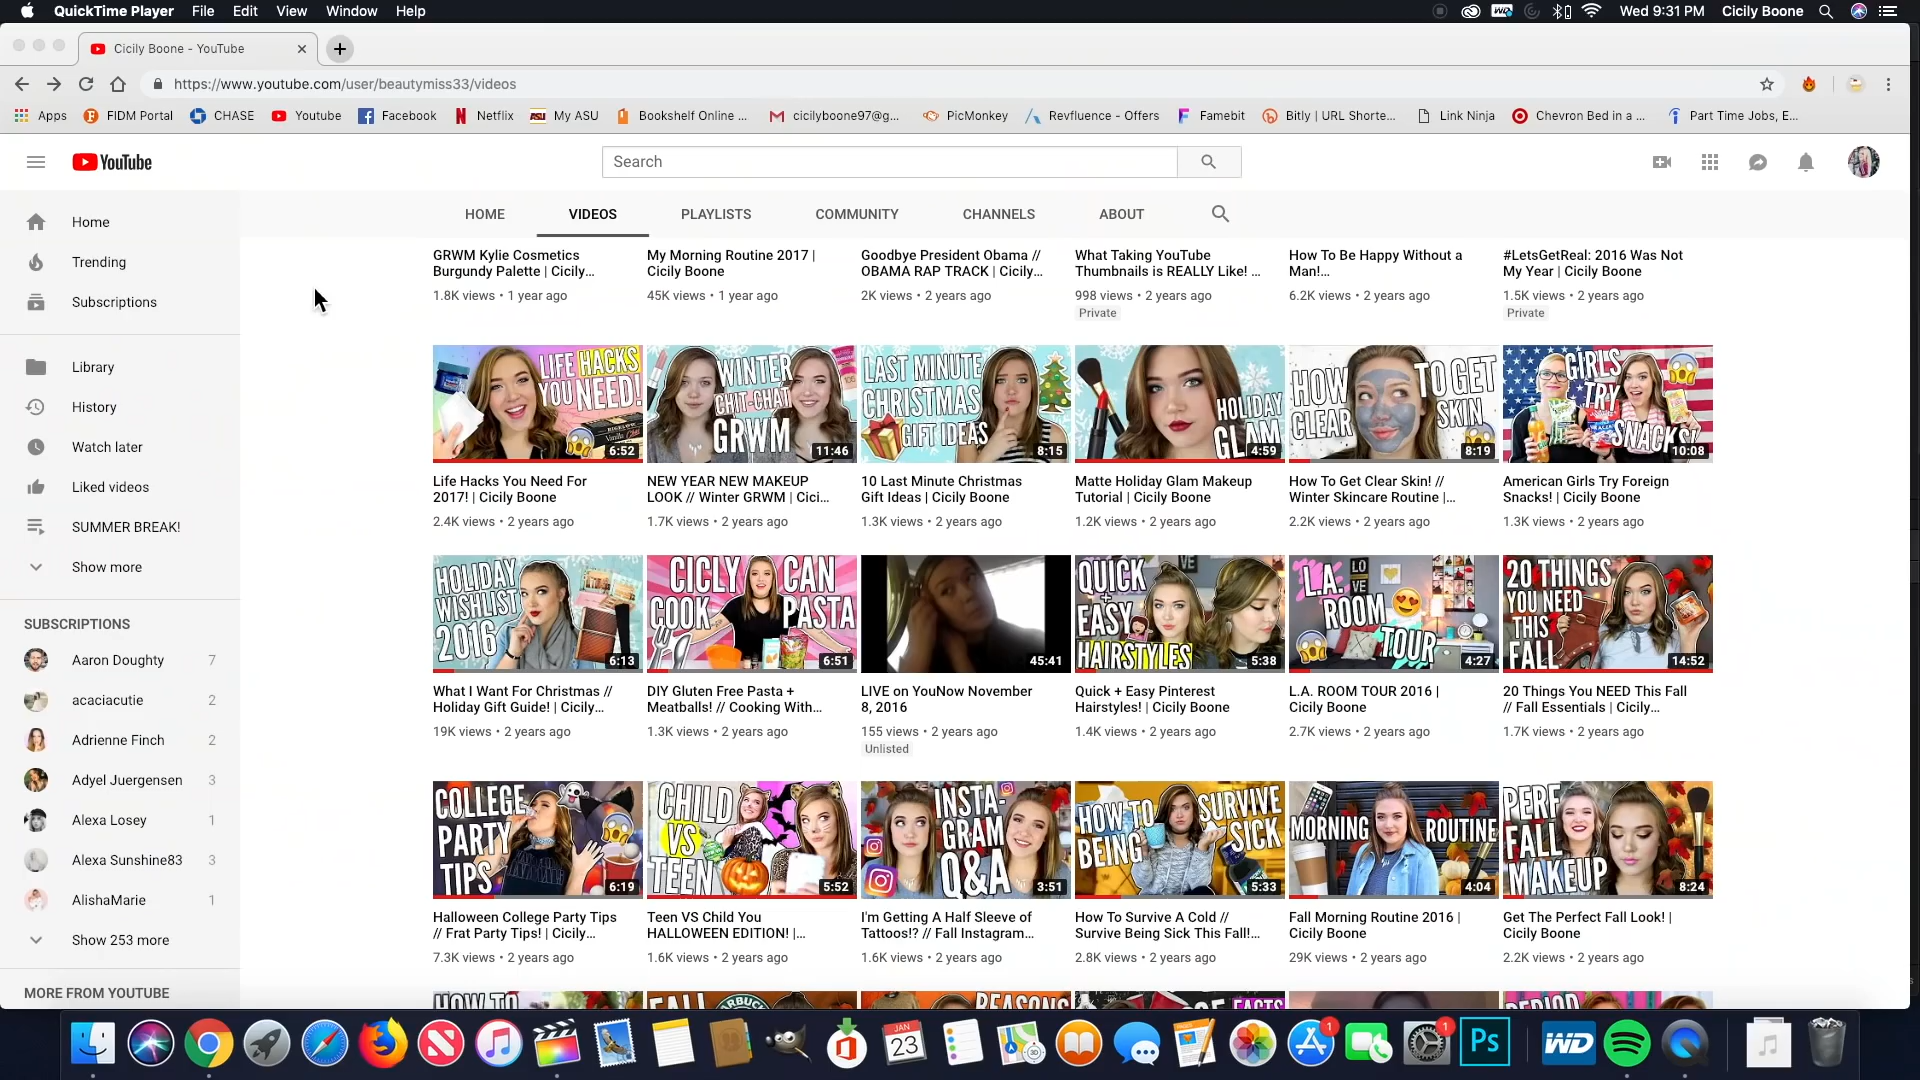 QuickTime Player File Edit View Window Help
Wed 9:31 PM Cicily Boone
Cicily Boone - YouTube
https://www.youtube.com/user/beautymiss33/videos
Apps FIDM Portal CHASE Youtube Facebook Netflix My ASU Bookshelf Online ... cicilyboone97@g... PicMonkey Revfluence - Offers Famebit Bitly | URL Shorte... Link Ninja Chevron Bed in a ... Part Time Jobs, E...
YouTube
Search
HOME VIDEOS PLAYLISTS COMMUNITY CHANNELS ABOUT
Home
Trending
Subscriptions
Library
History
Watch later
Liked videos
SUMMER BREAK!
Show more
SUBSCRIPTIONS
Aaron Doughty 7
acaciacutie 2
Adrienne Finch 2
Adyel Juergensen 3
Alexa Losey 1
Alexa Sunshine83 3
AlishaMarie 1
Show 253 more
MORE FROM YOUTUBE
GRWM Kylie Cosmetics
Burgundy Palette | Cicily...
1.8K views • 1 year ago
My Morning Routine 2017 |
Cicily Boone
45K views • 1 year ago
Goodbye President Obama //
OBAMA RAP TRACK | Cicily...
2K views • 2 years ago
What Taking YouTube
Thumbnails is REALLY Like! ...
998 views • 2 years ago
Private
How To Be Happy Without a
Man!...
6.2K views • 2 years ago
#LetsGetReal: 2016 Was Not
My Year | Cicily Boone
1.5K views • 2 years ago
Private
LIFE HACKS
YOU NEED!
6:52
Life Hacks You Need For
2017! | Cicily Boone
2.4K views • 2 years ago
WINTER
CHIT-CHAT
GRWM
11:46
NEW YEAR NEW MAKEUP
LOOK // Winter GRWM | Cici...
1.7K views • 2 years ago
LAST MINUTE
CHRISTMAS
GIFT IDEAS
8:15
10 Last Minute Christmas
Gift Ideas | Cicily Boone
1.3K views • 2 years ago
HOLIDAY
GLAM
4:59
Matte Holiday Glam Makeup
Tutorial | Cicily Boone
1.2K views • 2 years ago
HOW TO GET
CLEAR SKIN
8:19
How To Get Clear Skin! //
Winter Skincare Routine |...
2.2K views • 2 years ago
GIRLS
TRY
SNACKS!
10:08
American Girls Try Foreign
Snacks! | Cicily Boone
1.3K views • 2 years ago
HOLIDAY
WISHLIST
2016
6:13
What I Want For Christmas //
Holiday Gift Guide! | Cicily...
19K views • 2 years ago
CICLY CAN
COOK PASTA
6:51
DIY Gluten Free Pasta +
Meatballs! // Cooking With...
1.3K views • 2 years ago
45:41
LIVE on YouNow November
8, 2016
155 views • 2 years ago
Unlisted
QUICK
+
EASY
HAIRSTYLES
5:38
Quick + Easy Pinterest
Hairstyles! | Cicily Boone
1.4K views • 2 years ago
L.A.
ROOM
TOUR
LO
VE
4:27
L.A. ROOM TOUR 2016 |
Cicily Boone
2.7K views • 2 years ago
20 THINGS
YOU NEED
THIS
FALL
14:52
20 Things You NEED This Fall
// Fall Essentials | Cicily...
1.7K views • 2 years ago
COLLEGE
PARTY
TIPS
6:19
Halloween College Party Tips
// Frat Party Tips! | Cicily...
7.3K views • 2 years ago
CHILD
VS
TEEN
5:52
Teen VS Child You
HALLOWEEN EDITION! |...
1.6K views • 2 years ago
INSTA-
GRAM
Q&A
3:51
I'm Getting A Half Sleeve of
Tattoos!? // Fall Instagram...
1.6K views • 2 years ago
HOW TO SURVIVE
BEING SICK
5:33
How To Survive A Cold //
Survive Being Sick This Fall!...
2.8K views • 2 years ago
MORNING ROUTINE
4:04
Fall Morning Routine 2016 |
Cicily Boone
29K views • 2 years ago
PERF
FALL
MAKEUP
8:24
Get The Perfect Fall Look! |
Cicily Boone
2.2K views • 2 years ago
HOW TO
FALL
REASONS
FACTS
PERIOD
JAN
23
1
1
Ps
WD